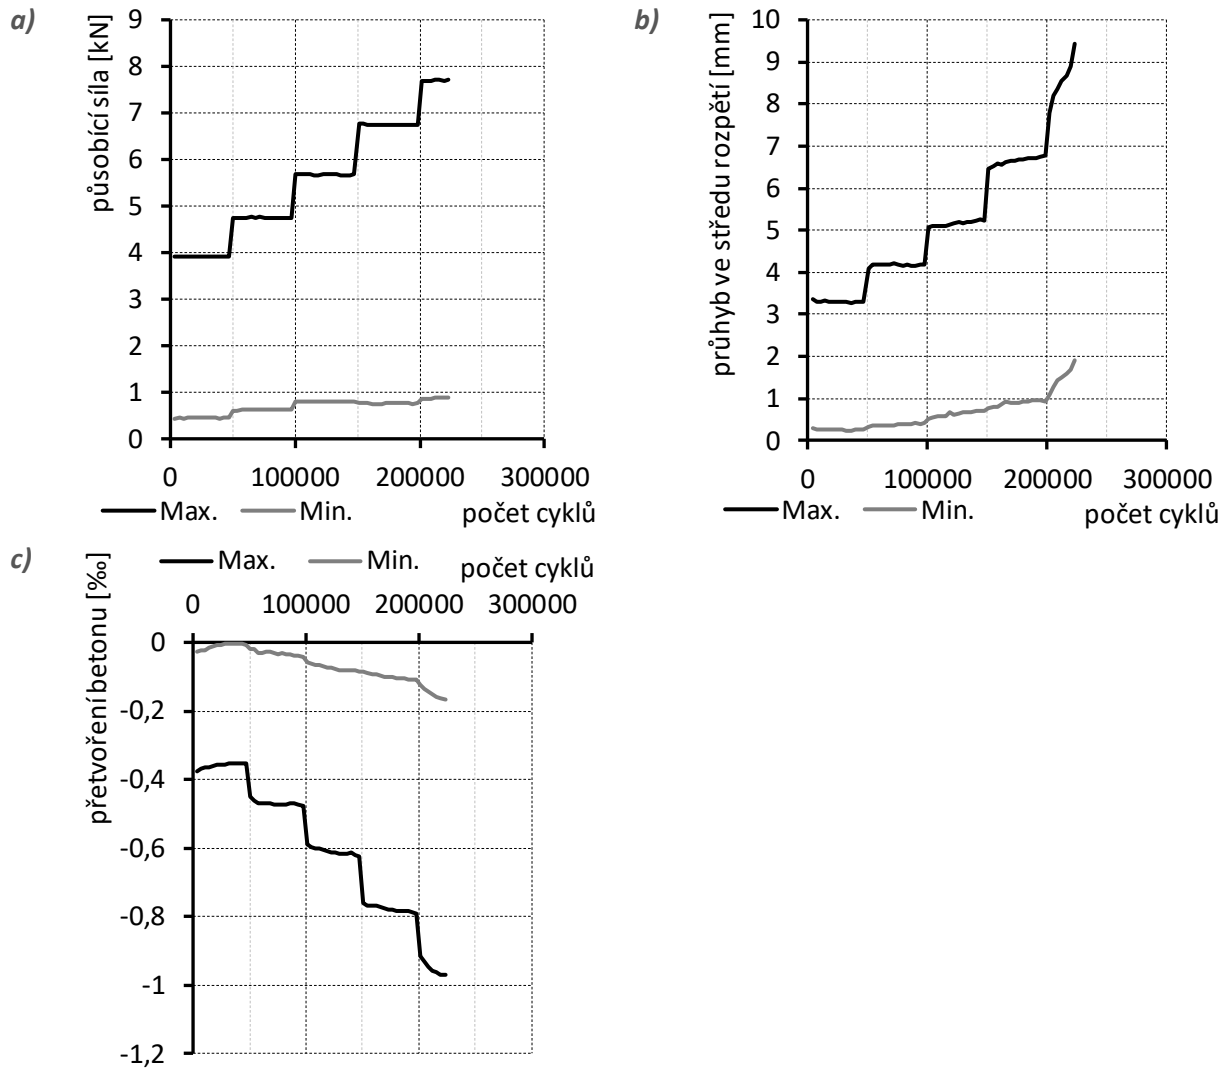 a)
působící síla [kN]
9
8
7
6
5
4
3
2
1
0
0 100000 200000 300000
Max. Min. počet cyklů
b)
průhyb ve středu rozpětí [mm]
10
9
8
7
6
5
4
3
2
1
0
0 100000 200000 300000
Max. Min. počet cyklů
c)
Max. Min. počet cyklů
0 100000 200000 300000
přetvoření betonu [‰]
0
-0,2
-0,4
-0,6
-0,8
-1
-1,2